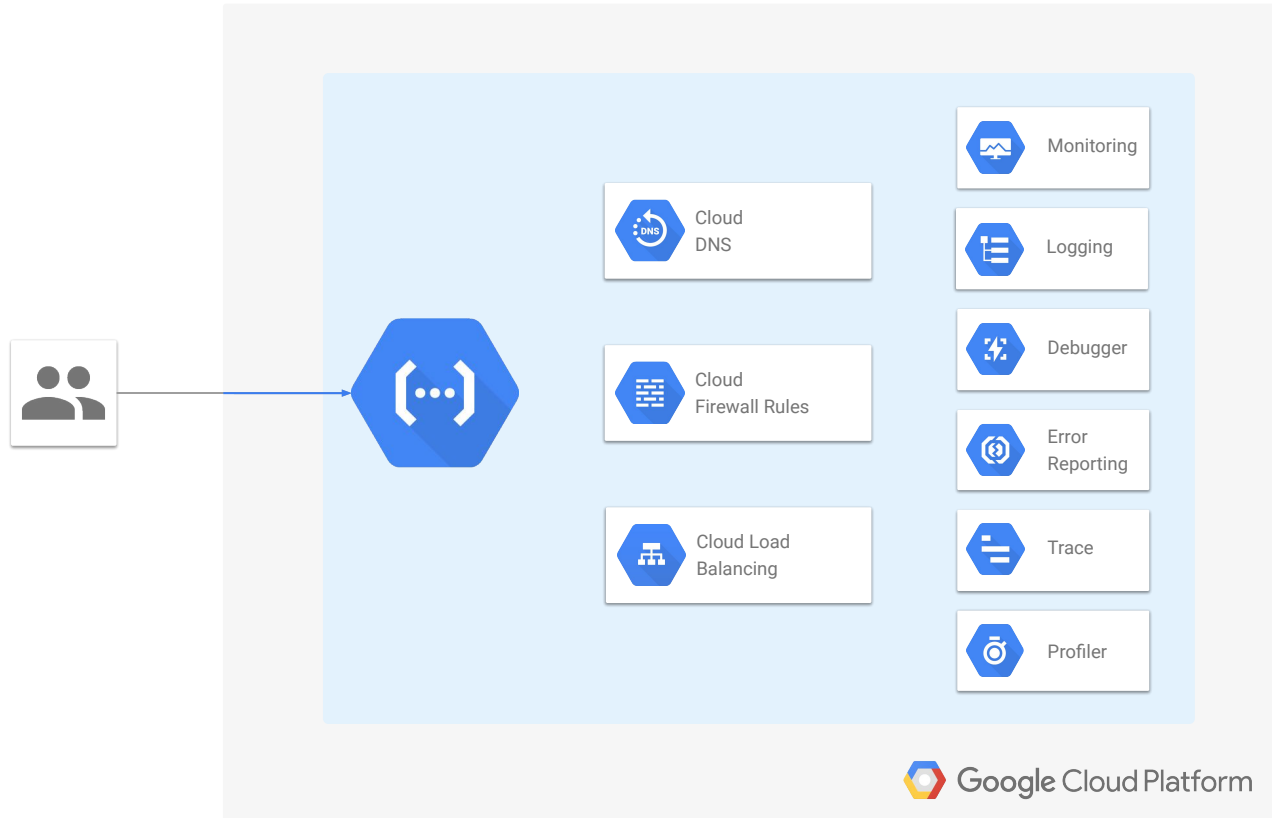 Monitoring
Cloud
DNS
DNS
Logging
Debugger
Cloud
Firewall Rules
Error
Reporting
Cloud Load
Balancing
Trace
Profiler
Google Cloud Platform